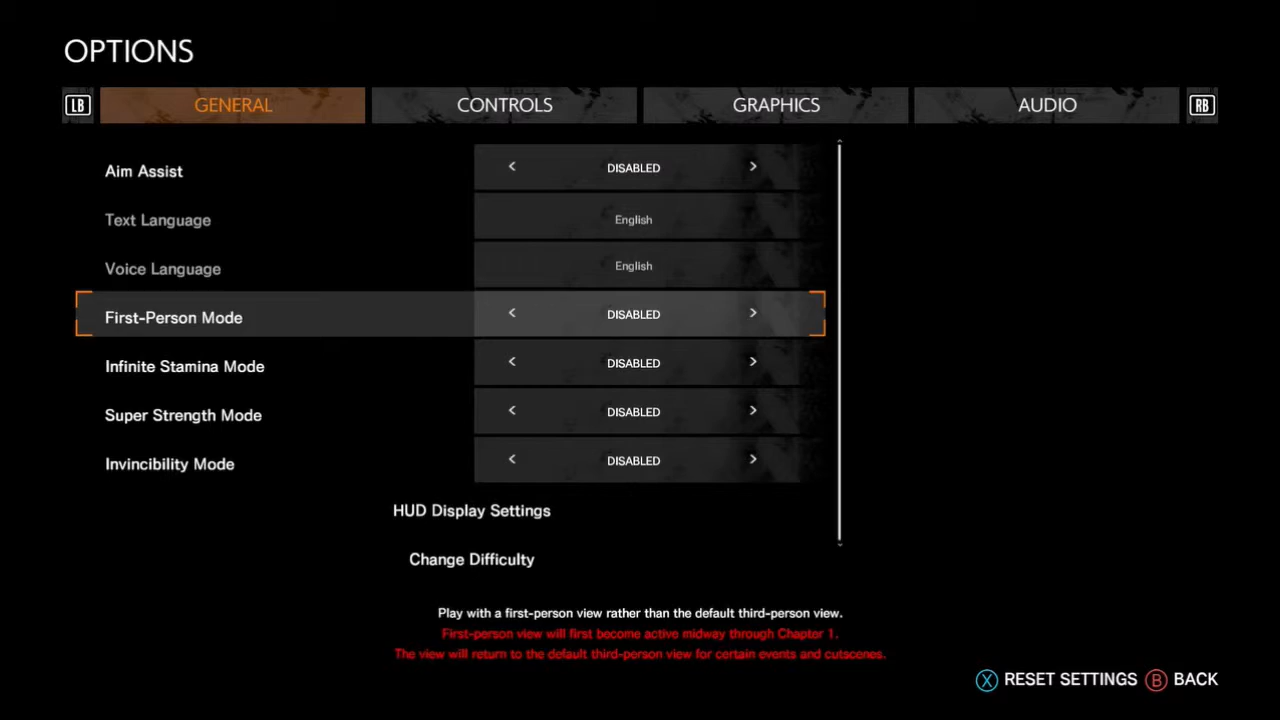 OPTIONS
LB GENERAL CONTROLS GRAPHICS AUDIO RB
Aim Assist < DISABLED >
Text Language English
Voice Language English
First-Person Mode < DISABLED >
Infinite Stamina Mode < DISABLED >
Super Strength Mode < DISABLED >
Invincibility Mode < DISABLED >
HUD Display Settings
Change Difficulty
Play with a first-person view rather than the default third-person view.
First-person view will first become active midway through Chapter 1.
The view will return to the default third-person view for certain events and cutscenes.
X RESET SETTINGS B BACK